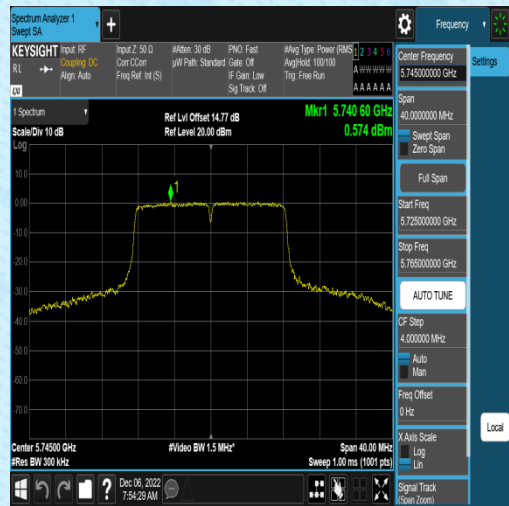 Spectrum Analyzer 1
Swept SA
Frequency
KEYSIGHT
Input: RF
Coupling: DC
Align: Auto
Input Z: 50 Ω
Corr CCorr
Freq Ref: Int (S)
#Atten: 30 dB
µW Path: Standard
PNO: Fast
Gate: Off
IF Gain: Low
Sig Track: Off
#Avg Type: Power (RMS
Avg|Hold: 100/100
Trig: Free Run
1 2 3 4 5 6
A W W W W W
A A A A A A
R L
LXI
1 Spectrum
Scale/Div 10 dB
Ref Lvl Offset 14.77 dB
Ref Level 20.00 dBm
Mkr1 5.740 60 GHz
0.574 dBm
Log
10.0
0.00
-10.0
-20.0
-30.0
-40.0
-50.0
-60.0
-70.0
1
Center 5.74500 GHz
#Res BW 300 kHz
#Video BW 1.5 MHz*
Span 40.00 MHz
Sweep 1.00 ms (1001 pts)
Dec 06, 2022
7:54:29 AM
Center Frequency
5.745000000 GHz
Settings
Span
40.0000000 MHz
Swept Span
Zero Span
Full Span
Start Freq
5.725000000 GHz
Stop Freq
5.765000000 GHz
AUTO TUNE
CF Step
4.000000 MHz
Auto
Man
Freq Offset
0 Hz
X Axis Scale
Log
Lin
Local
Signal Track
(Span Zoom)